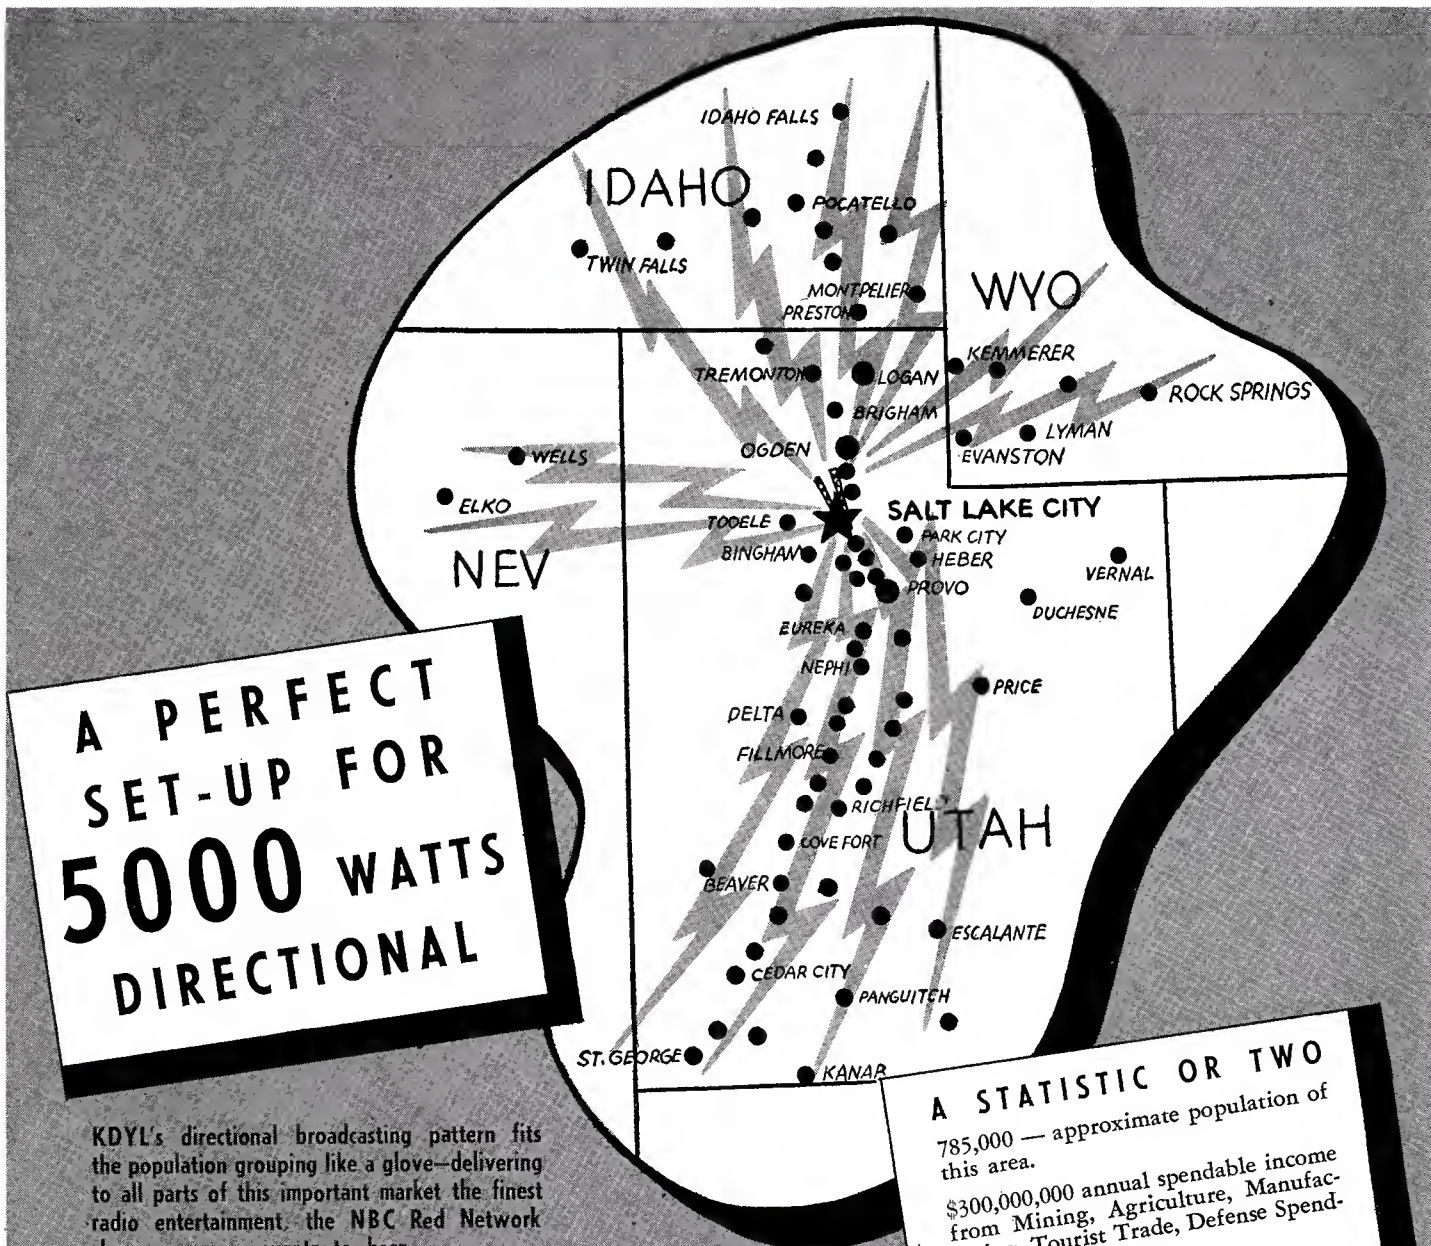 IDAHO FALLS
IDAHO
POCATELLO
TWIN FALLS
WYO
MONTPELIER
PRESTON
KEMMERER
TREMONTON
LOGAN
ROCK SPRINGS
BRIGHAM
LYMAN
OGDEN
EVANSTON
WELLS
ELKO
SALT LAKE CITY
TOOELE
PARK CITY
BINGHAM
HEBER
NEV
VERNAL
PROVO
DUCHESNE
EUREKA
NEPHI
PRICE
DELTA
FILLMORE
RICHFIEL
UTAH
COVE FORT
BEAVER
ESCALANTE
CEDAR CITY
PANGUITCH
ST. GEORGE
KANAR
A PERFECT
SET-UP FOR
5000 WATTS
DIRECTIONAL
KDYL's directional broadcasting pattern fits
the population grouping like a glove—delivering
to all parts of this important market the finest
radio entertainment, the NBC Red Network
A STATISTIC OR TWO
785,000 — approximate population of
this area.
$300,000,000 annual spendable income
from Mining, Agriculture, Manufac-
Tourist Trade, Defense Spend-